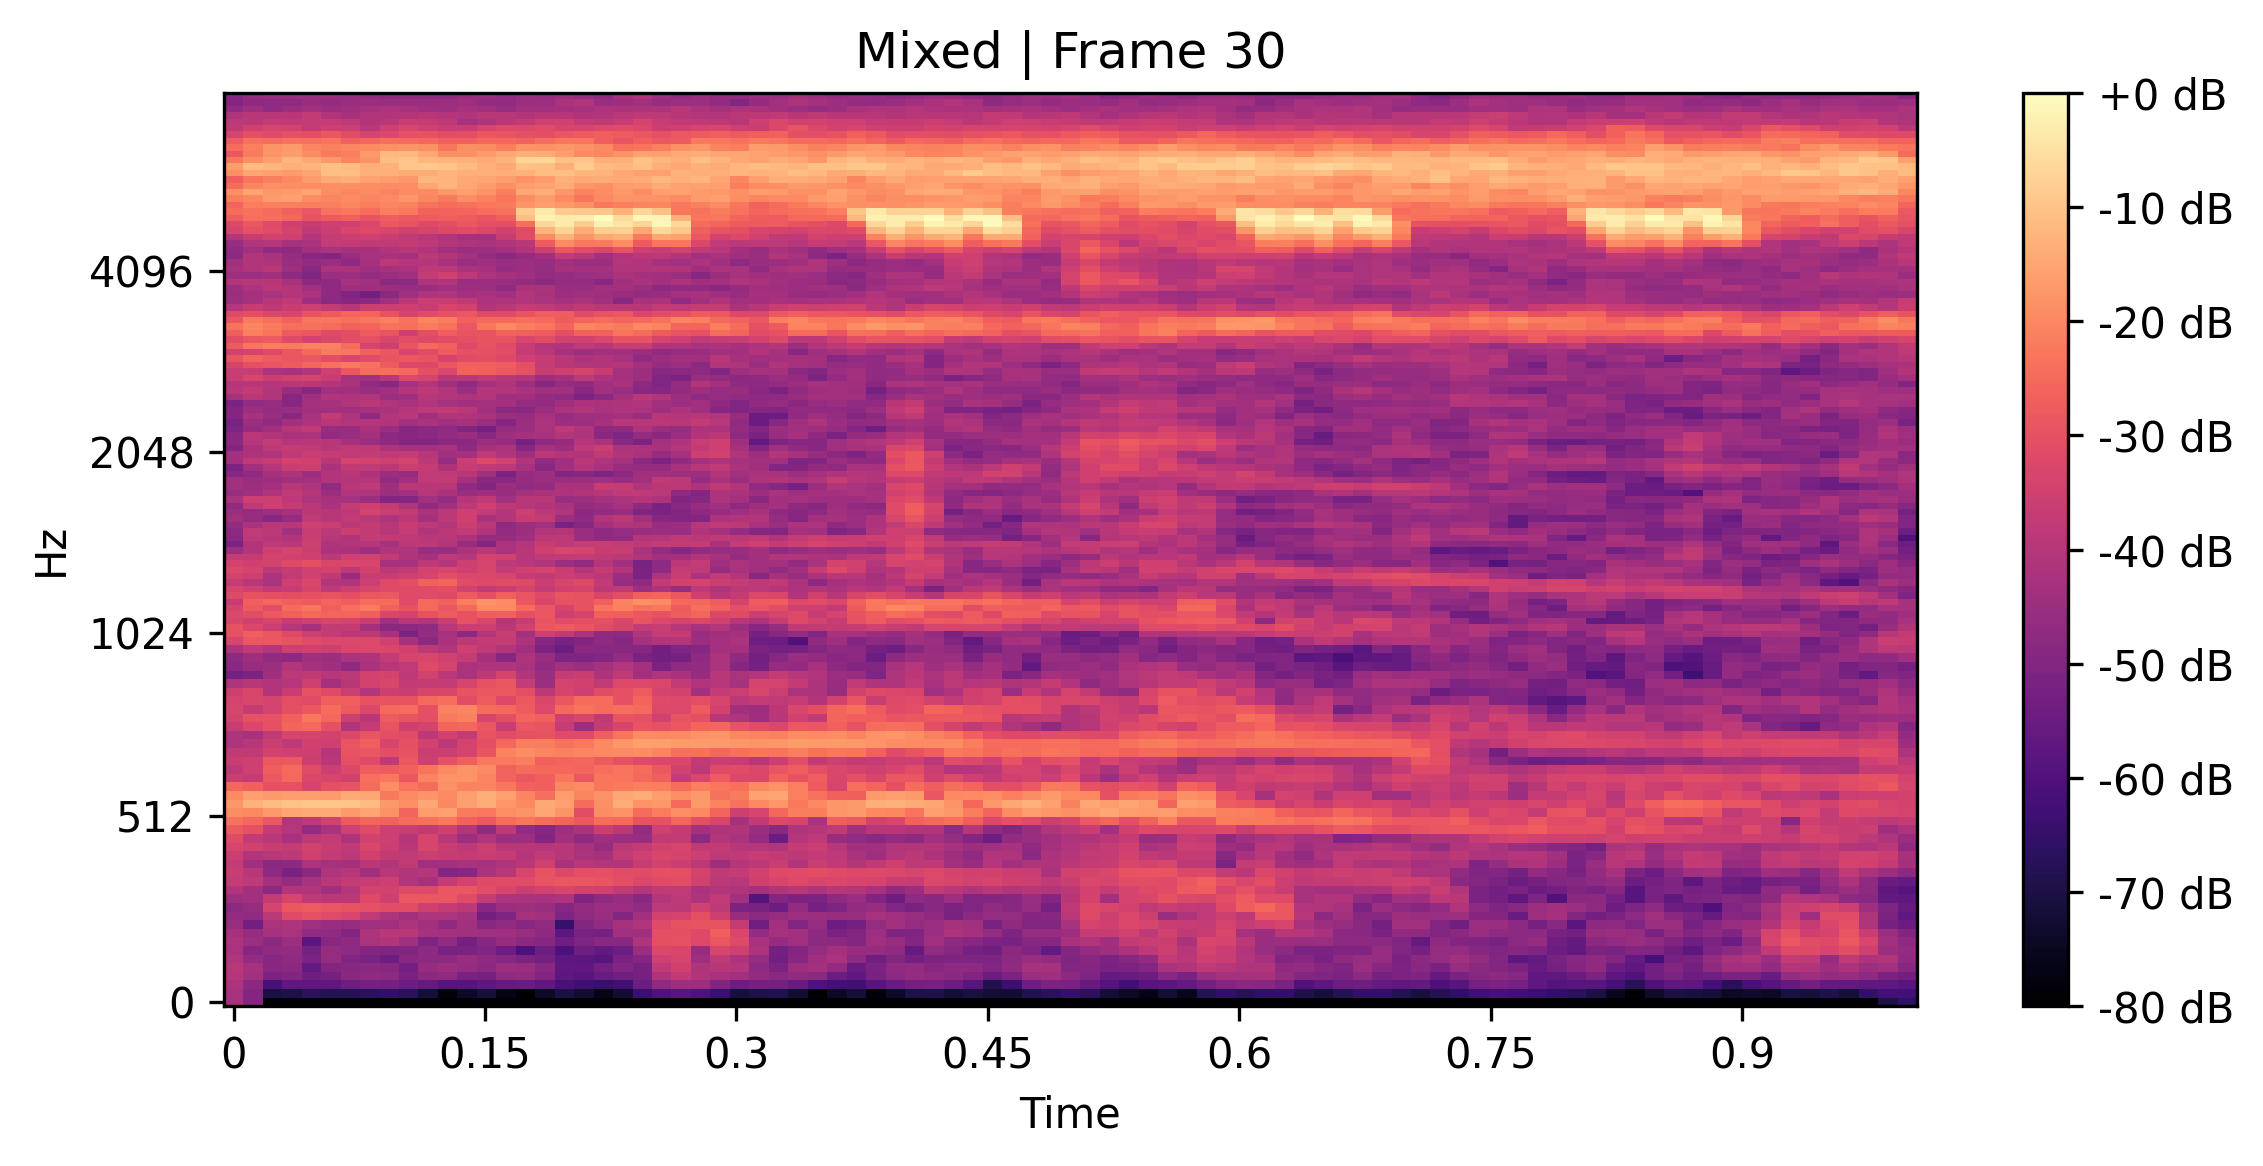 Mixed | Frame 30
+0 dB
-10 dB
-20 dB
-30 dB
-40 dB
-50 dB
-60 dB
-70 dB
-80 dB
Hz
4096
2048
1024
512
0
0 0.15 0.3 0.45 0.6 0.75 0.9
Time